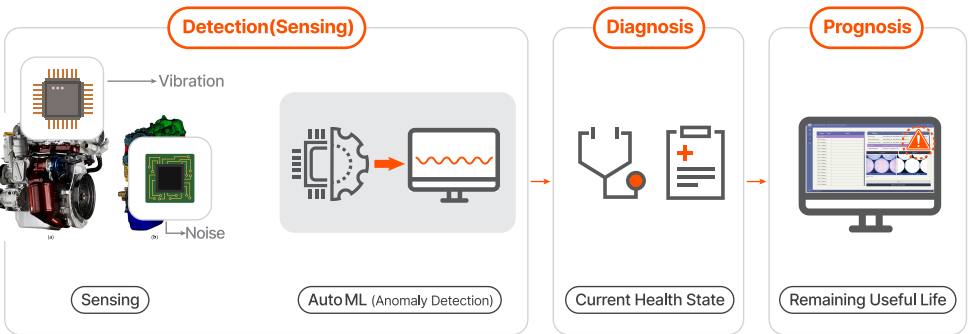 Detection(Sensing)
Diagnosis
Prognosis
Vibration
(a)
(b)
Noise
Sensing
Auto ML (Anomaly Detection)
Current Health State
Remaining Useful Life